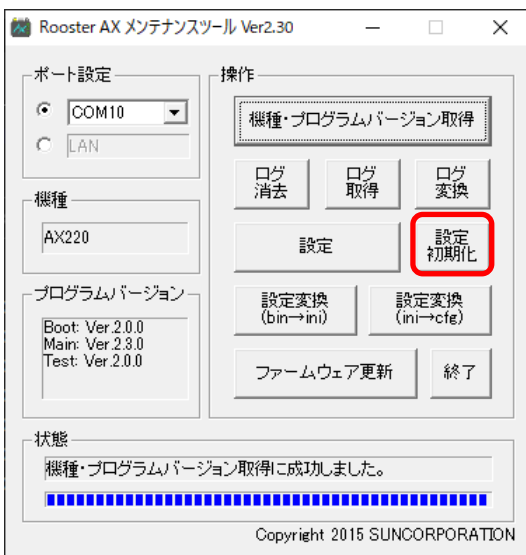 Rooster AX メンテナンスツール Ver2.30
ポート設定
COM10
LAN
機種
AX220
プログラムバージョン
Boot: Ver.2.0.0
Main: Ver.2.3.0
Test: Ver.2.0.0
操作
機種・プログラムバージョン取得
ログ
消去
ログ
取得
ログ
変換
設定
設定
初期化
設定変換
(bin→ini)
設定変換
(ini→cfg)
ファームウェア更新
終了
状態
機種・プログラムバージョン取得に成功しました。
Copyright 2015 SUNCORPORATION